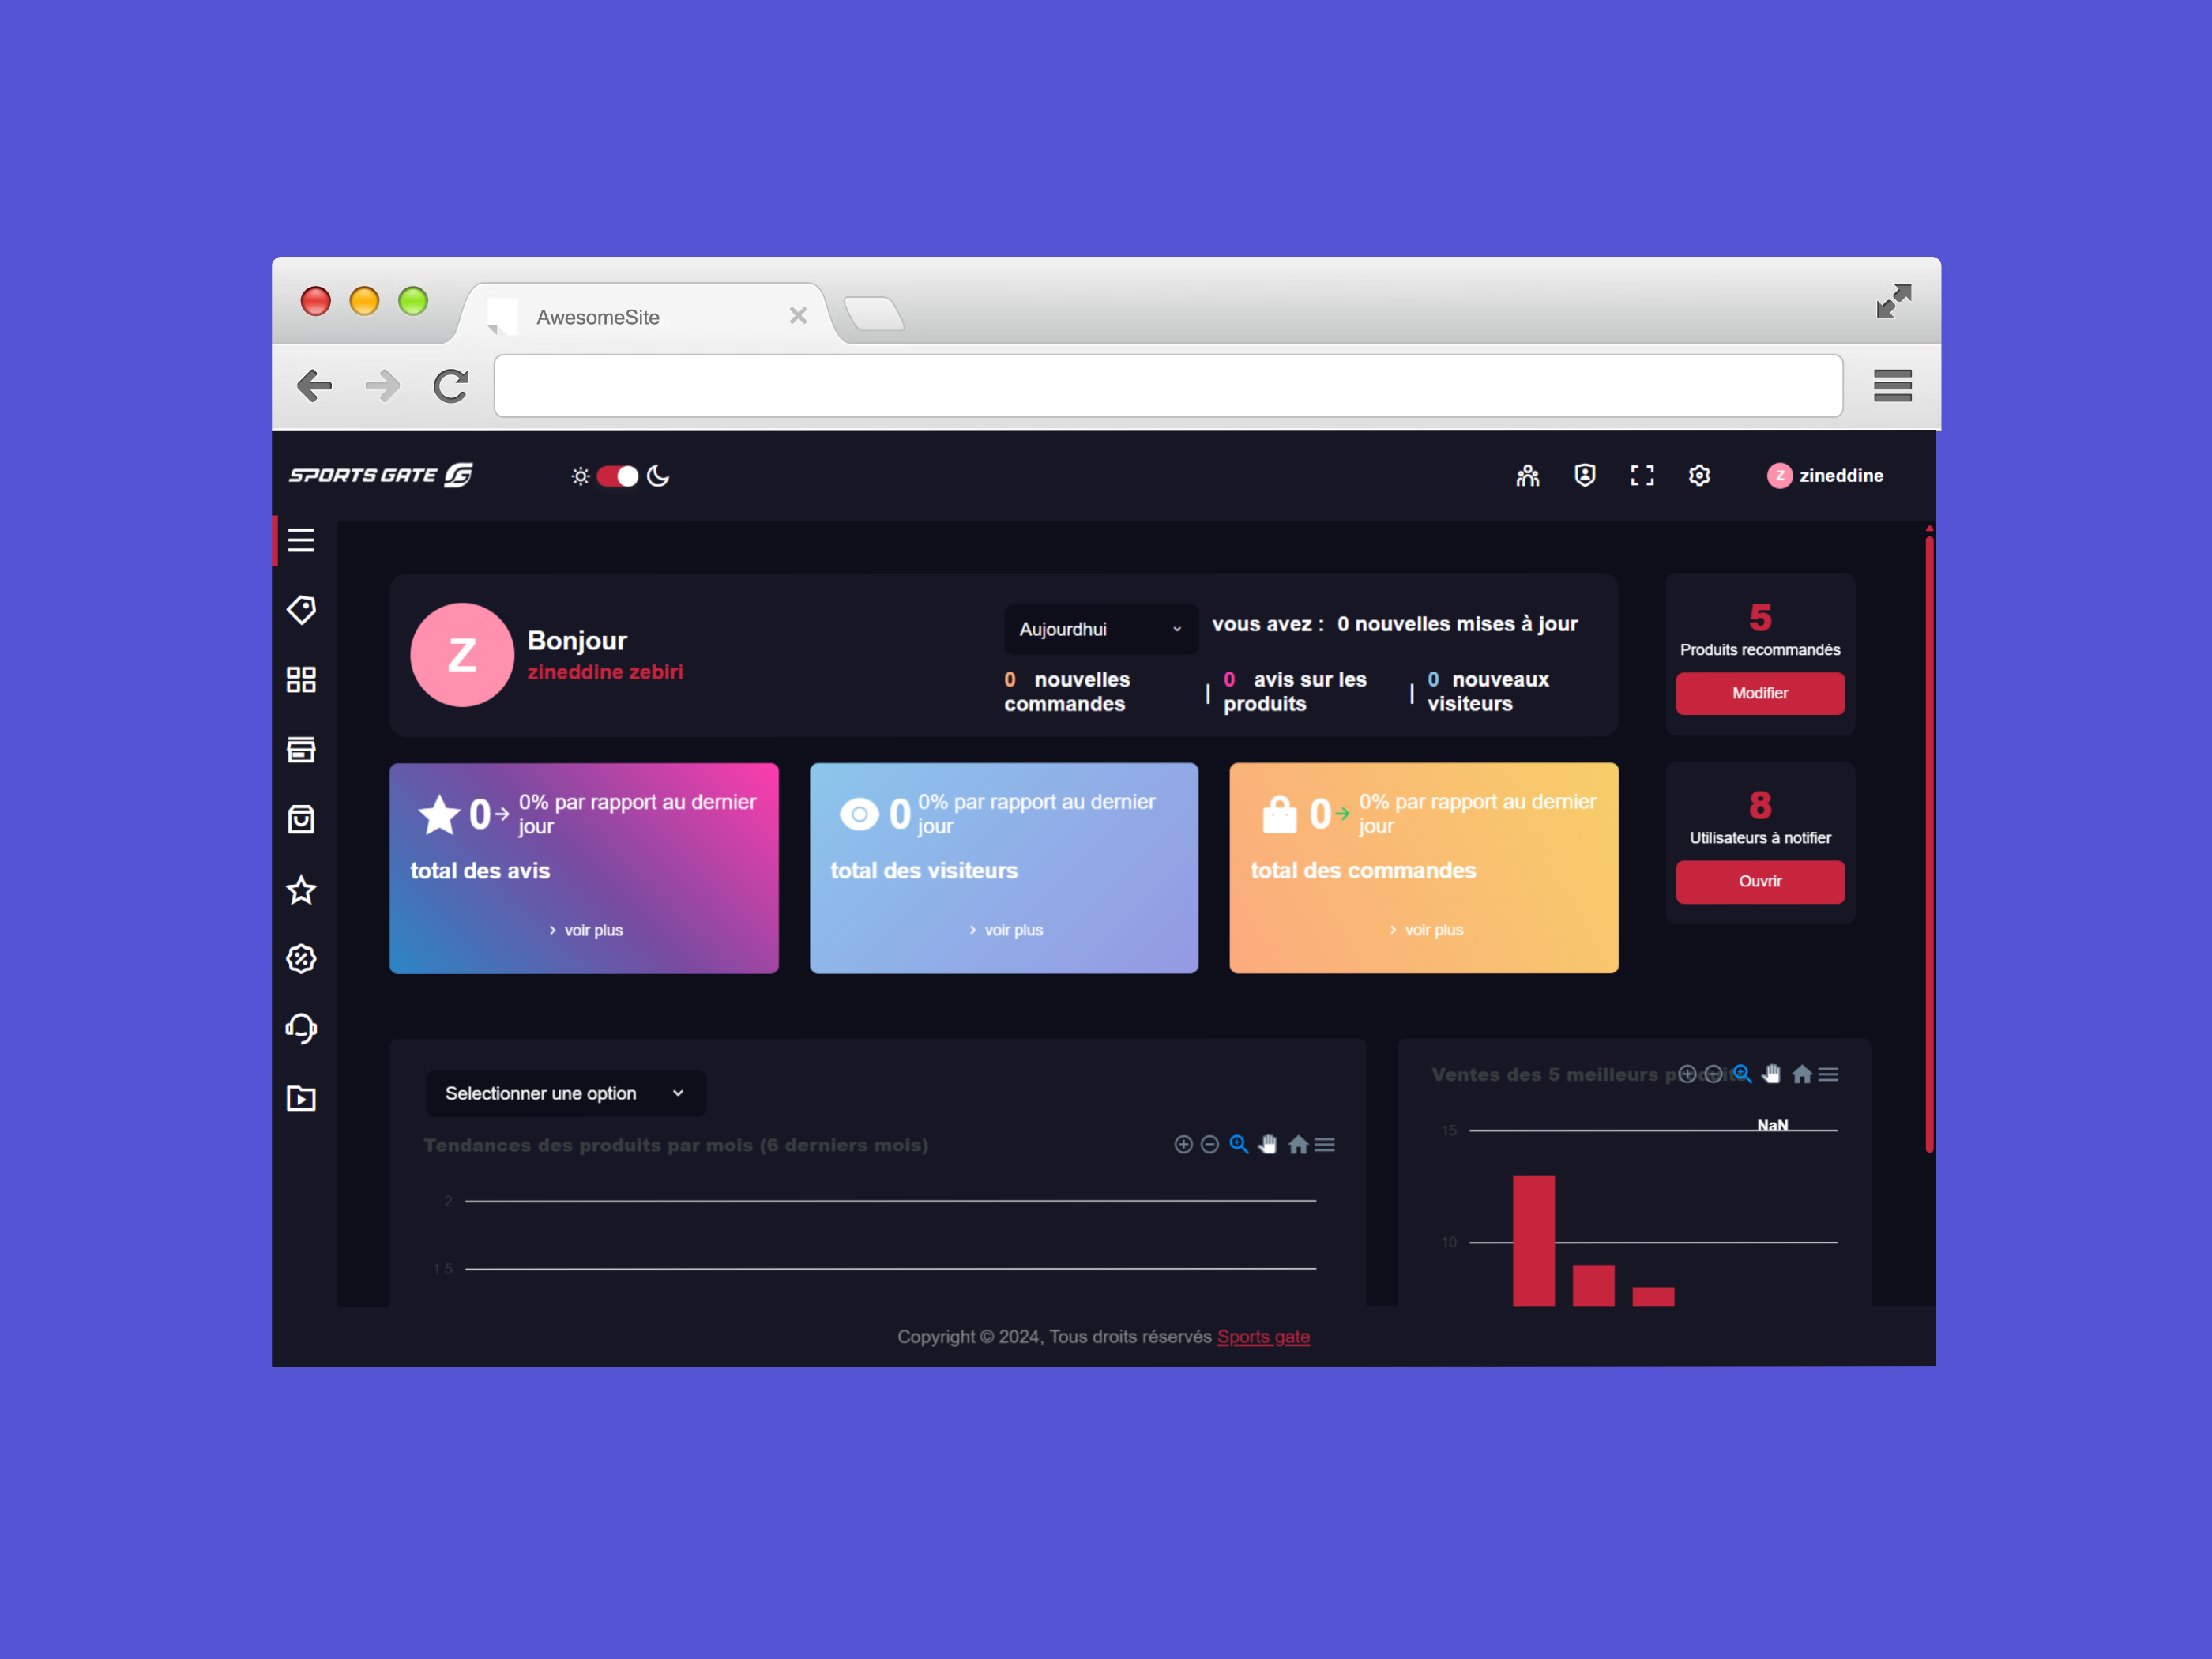 AwesomeSite
SPORTS GATE
Z zineddine
Z
Bonjour
zineddine zebiri
Aujourdhui
vous avez : 0 nouvelles mises à jour
0 nouvelles
commandes
|
0 avis sur les
produits
|
0 nouveaux
visiteurs
5
Produits recommandés
Modifier
0
0% par rapport au dernier
jour
total des avis
voir plus
0
0% par rapport au dernier
jour
total des visiteurs
voir plus
0
0% par rapport au dernier
jour
total des commandes
voir plus
8
Utilisateurs à notifier
Ouvrir
Selectionner une option
Tendances des produits par mois (6 derniers mois)
2
1.5
Ventes des 5 meilleurs produits
NaN
15
10
Copyright © 2024, Tous droits réservés Sports gate